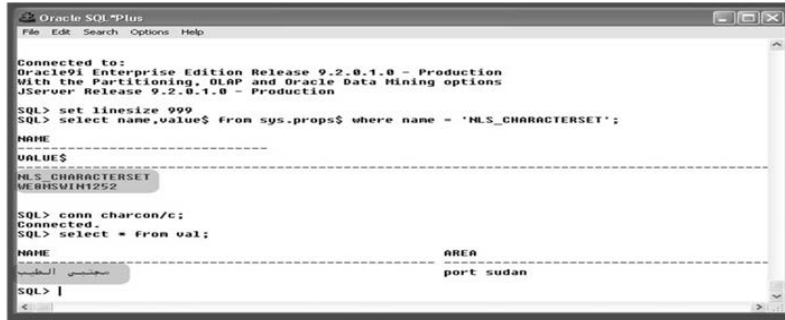 Oracle SQL*Plus
File Edit Search Options Help
Connected to:
Oracle9i Enterprise Edition Release 9.2.0.1.0 - Production
With the Partitioning, OLAP and Oracle Data Mining options
JServer Release 9.2.0.1.0 - Production
SQL> set linesize 999
SQL> select name,value$ from sys.props$ where name = 'NLS_CHARACTERSET';
NAME
------------------------------
VALUE$
NLS_CHARACTERSET
WE8MSWIN1252
SQL> conn charcon/c;
Connected.
SQL> select * from val;
NAME AREA
مجتبى الطيب port sudan
SQL>